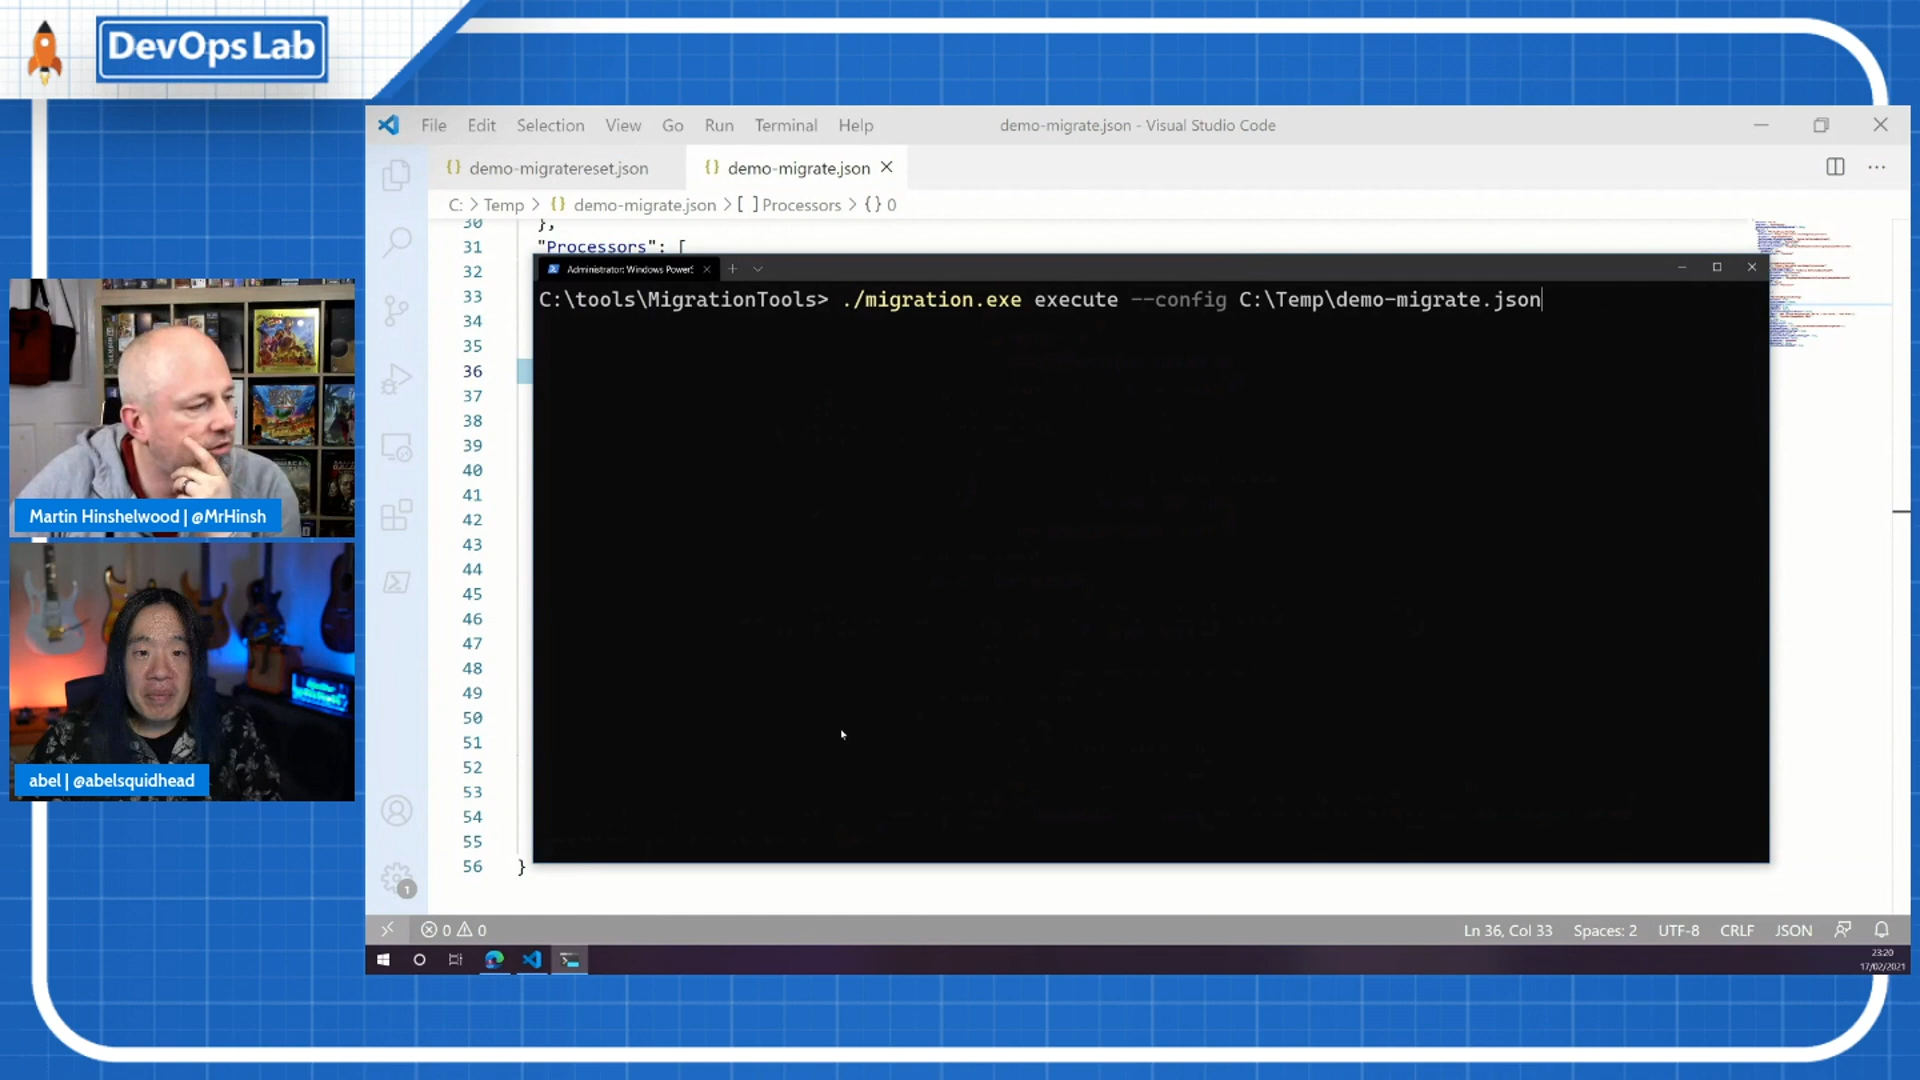 DevOps Lab
File Edit Selection View Go Run Terminal Help
demo-migrate.json - Visual Studio Code
demo-migratereset.json
demo-migrate.json
C: > Temp > {} demo-migrate.json > [ ] Processors > {} 0
30 },
31 "Processors": [
32
33
34
35
36
37
38
39
40
41
42
43
44
45
46
47
48
49
50
51
52
53
54
55
56 }
Administrator: Windows PowerS
C:\tools\MigrationTools> ./migration.exe execute --config C:\Temp\demo-migrate.json
Martin Hinshelwood | @MrHinsh
abel | @abelsquidhead
1
0 0
Ln 36, Col 33 Spaces: 2 UTF-8 CRLF JSON
23:20
17/02/2021